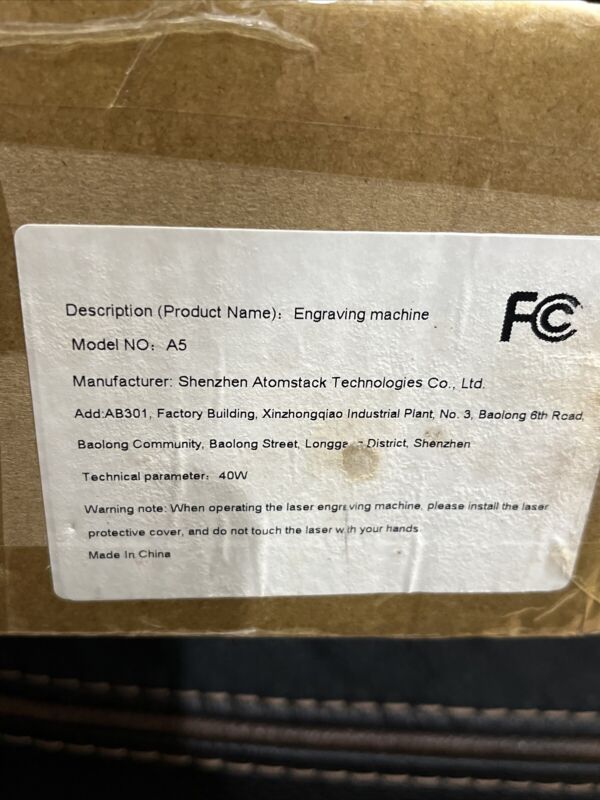 Description (Product Name): Engraving machine
FC
Model NO: A5
Manufacturer: Shenzhen Atomstack Technologies Co., Ltd.
Add:AB301, Factory Building, Xinzhongqiao Industrial Plant, No. 3, Baolong 6th Road,
Baolong Community, Baolong Street, District, Shenzhen
Technical parameter: 40W
Warning note: When operating the laser engraving machine, please install the laser
protective cover, and do not touch the laser with your hands
Made In China